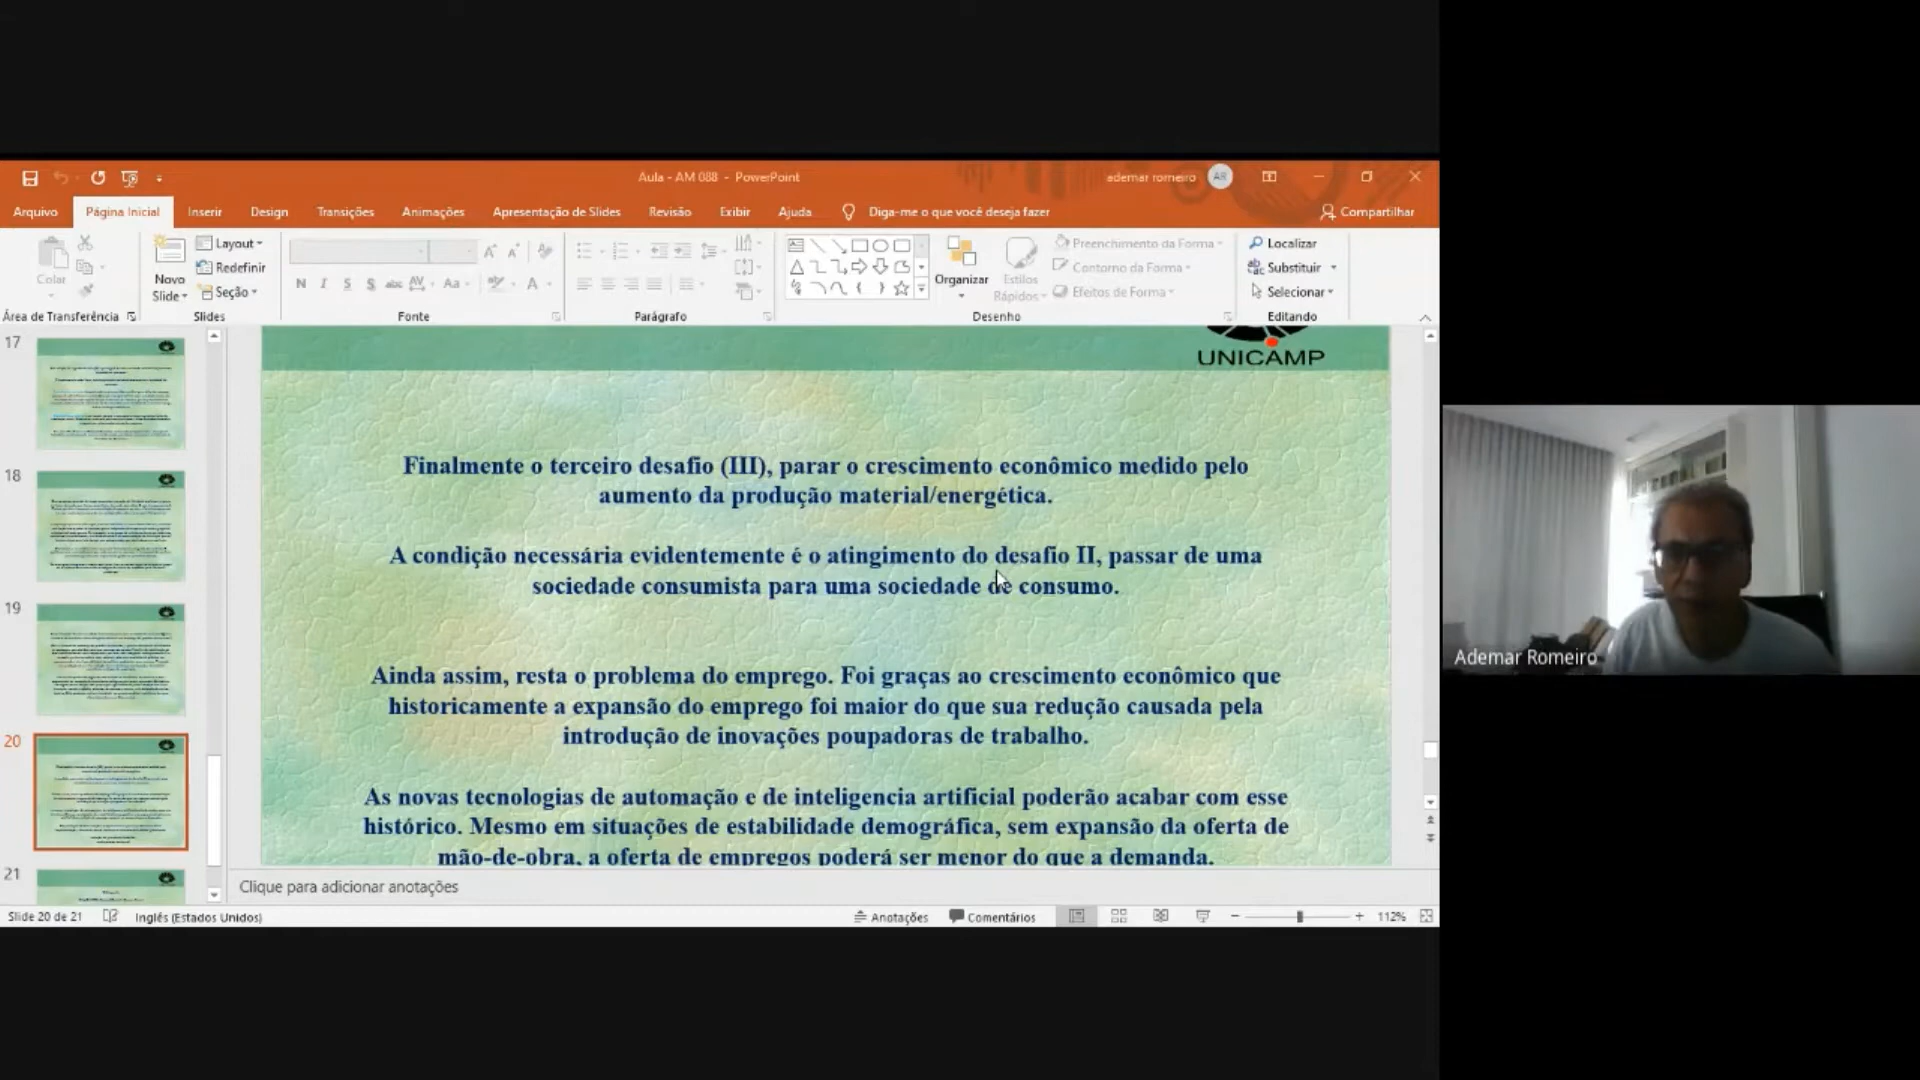 Aula - AM 088 - PowerPoint
ademar romeiro
AR
Arquivo
Página Inicial
Inserir
Design
Transições
Animações
Apresentação de Slides
Revisão
Exibir
Ajuda
Diga-me o que você deseja fazer
Compartilhar
Colar
Novo
Slide
Layout
Redefinir
Seção
N I S S abc AV Aa A
Organizar
Estilos
Rápidos
Preenchimento da Forma
Contorno da Forma
Efeitos de Forma
Localizar
Substituir
Selecionar
Área de Transferência
Slides
Fonte
Parágrafo
Desenho
Editando
17
18
19
20
21
UNICAMP
Finalmente o terceiro desafio (III), parar o crescimento econômico medido pelo
aumento da produção material/energética.
A condição necessária evidentemente é o atingimento do desafio II, passar de uma
sociedade consumista para uma sociedade de consumo.
Ainda assim, resta o problema do emprego. Foi graças ao crescimento econômico que
historicamente a expansão do emprego foi maior do que sua redução causada pela
introdução de inovações poupadoras de trabalho.
As novas tecnologias de automação e de inteligencia artificial poderão acabar com esse
histórico. Mesmo em situações de estabilidade demográfica, sem expansão da oferta de
mão-de-obra, a oferta de empregos poderá ser menor do que a demanda.
Clique para adicionar anotações
Slide 20 de 21
Inglês (Estados Unidos)
Anotações
Comentários
112%
Ademar Romeiro